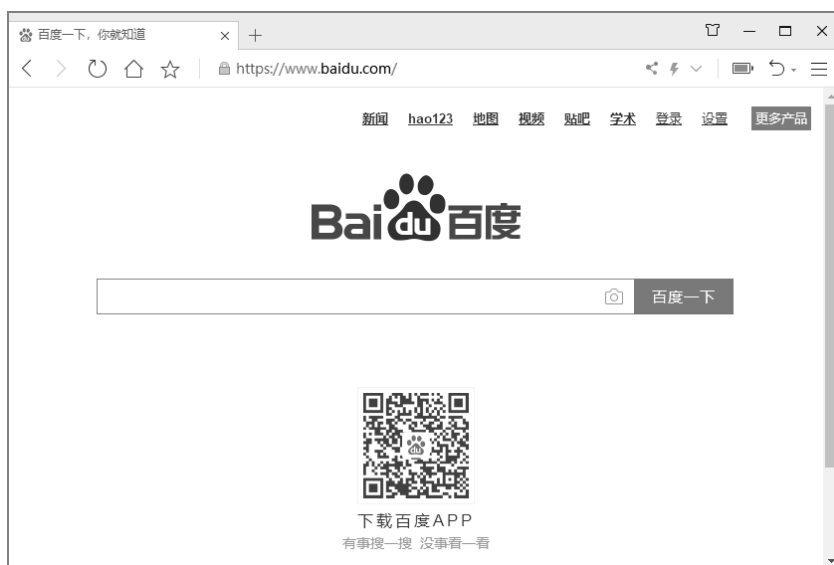 百度一下，你就知道
https://www.baidu.com/
新闻 hao123 地图 视频 贴吧 学术 登录 设置 更多产品
Bai du 百度
百度一下
du
下载百度APP
有事搜一搜 没事看一看